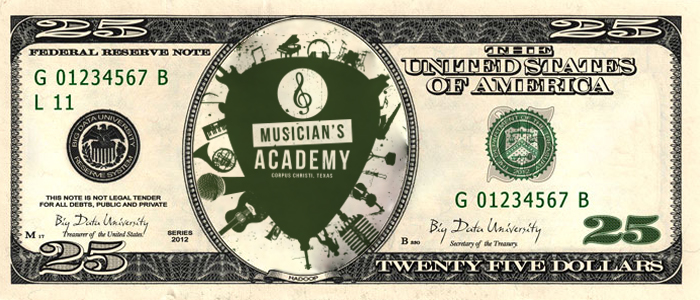 25
25
FEDERAL RESERVE NOTE
THE
UNITED STATES
OF AMERICA
G 01234567 B
L 11
BIG DATA UNIVERSITY
RESERVE SYSTEM
MUSICIAN'S
ACADEMY
CORPUS CHRISTI, TEXAS
THIS NOTE IS NOT LEGAL TENDER
FOR ALL DEBTS, PUBLIC AND PRIVATE
Big Data University
Treasurer of the United States.
SERIES
2012
G 01234567 B
Big Data University
Secretary of the Treasury.
25
25
HADOOP
TWENTY FIVE DOLLARS